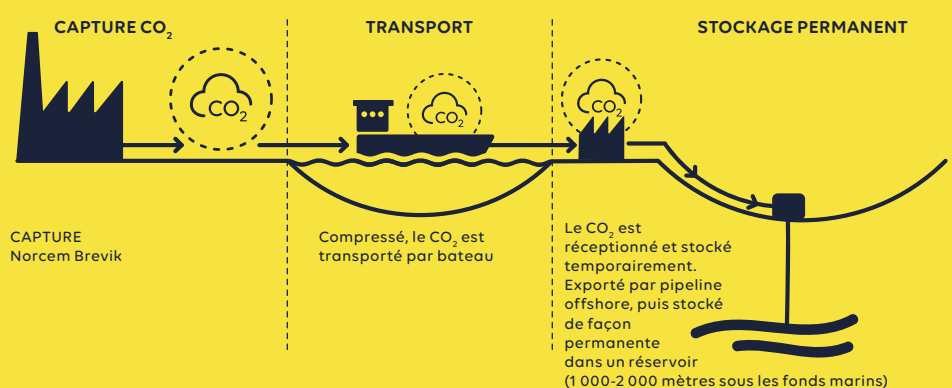 CAPTURE CO₂
TRANSPORT
STOCKAGE PERMANENT
CO₂
CO₂
CO₂
CAPTURE
Norcem Brevik
Compressé, le CO₂ est
transporté par bateau
Le CO₂ est
réceptionné et stocké
temporairement.
Exporté par pipeline
offshore, puis stocké
de façon
permanente
dans un réservoir
(1 000-2 000 mètres sous les fonds marins)